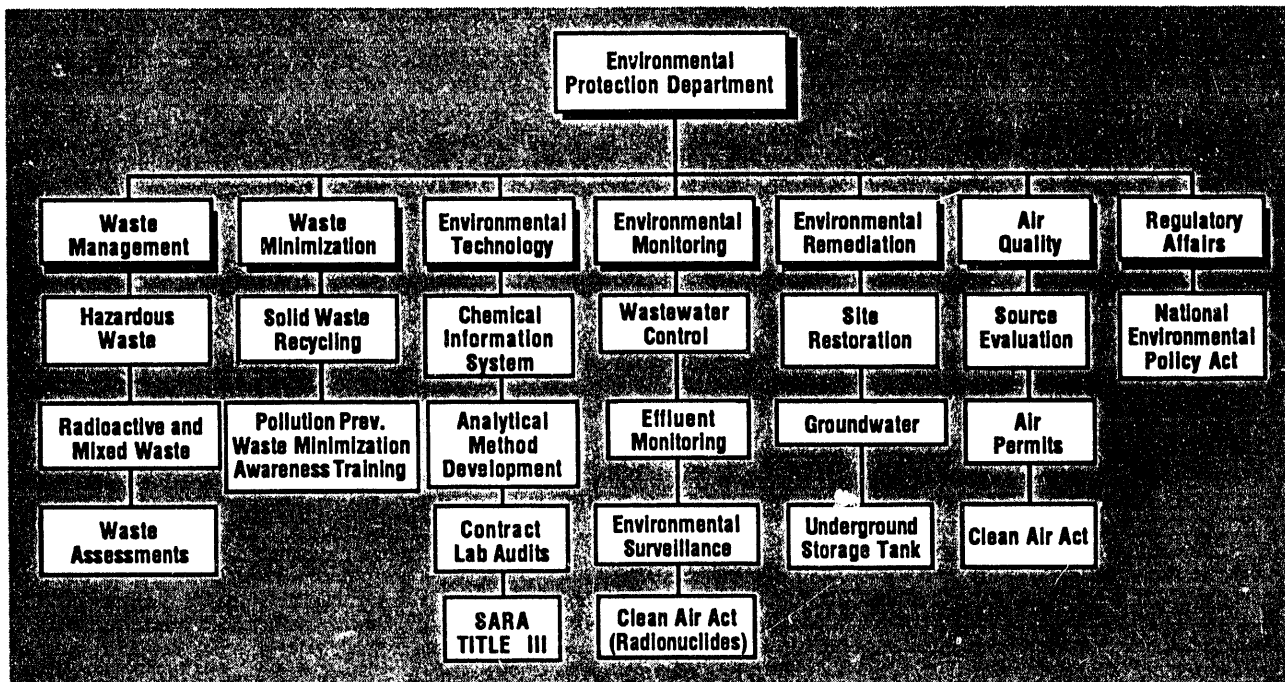 Environmental
Protection Department
Waste
Management
Waste
Minimization
Environmental
Technology
Environmental
Monitoring
Environmental
Remediation
Air
Quality
Regulatory
Affairs
Hazardous
Waste
Solid Waste
Recycling
Chemical
Information
System
Wastewater
Control
Site
Restoration
Source
Evaluation
National
Environmental
Policy Act
Radioactive and
Mixed Waste
Pollution Prev.
Waste Minimization
Awareness Training
Analytical
Method
Development
Effluent
Monitoring
Groundwater
Air
Permits
Waste
Assessments
Contract
Lab Audits
Environmental
Surveillance
Underground
Storage Tank
Clean Air Act
SARA
TITLE III
Clean Air Act
(Radionuclides)